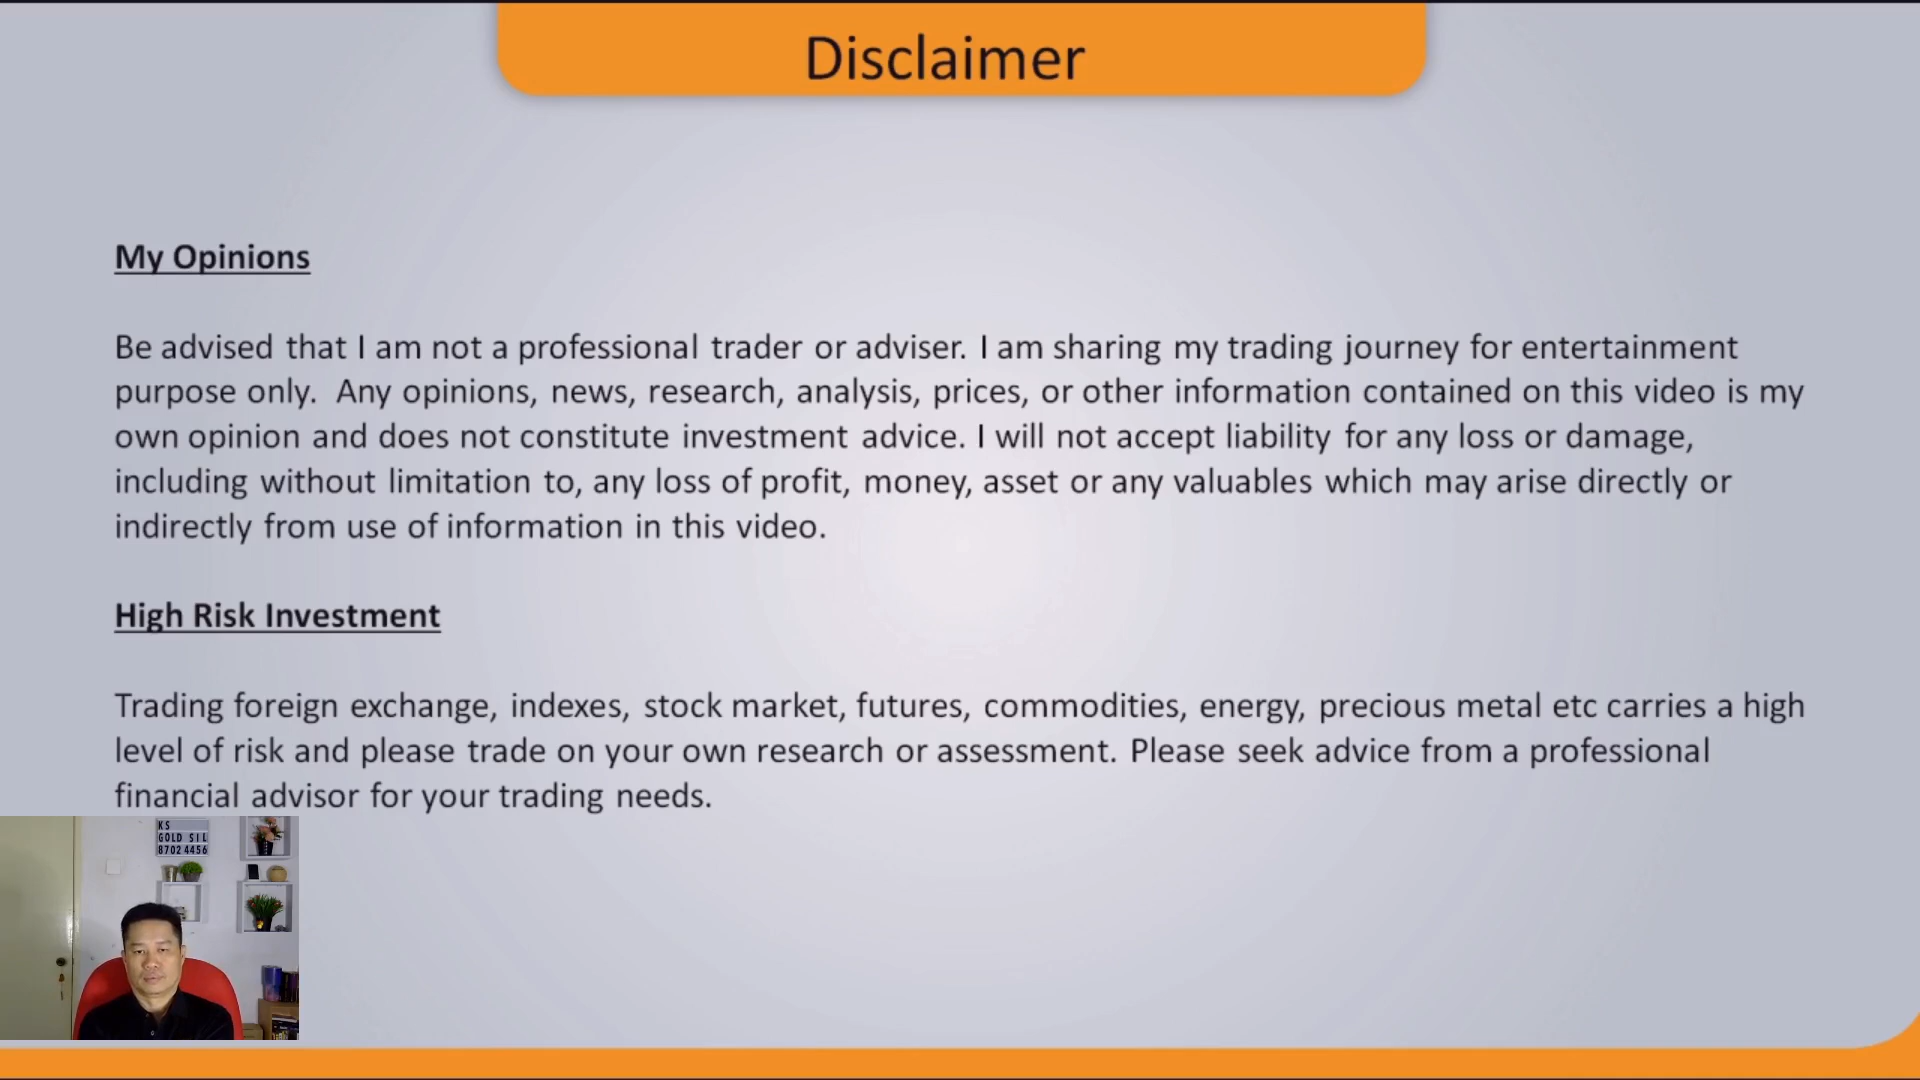 Disclaimer
My Opinions
Be advised that I am not a professional trader or adviser. I am sharing my trading journey for entertainment
purpose only. Any opinions, news, research, analysis, prices, or other information contained on this video is my
own opinion and does not constitute investment advice. I will not accept liability for any loss or damage,
including without limitation to, any loss of profit, money, asset or any valuables which may arise directly or
indirectly from use of information in this video.
High Risk Investment
Trading foreign exchange, indexes, stock market, futures, commodities, energy, precious metal etc carries a high
level of risk and please trade on your own research or assessment. Please seek advice from a professional
financial advisor for your trading needs.
KS
GOLD SIL
8702 4456